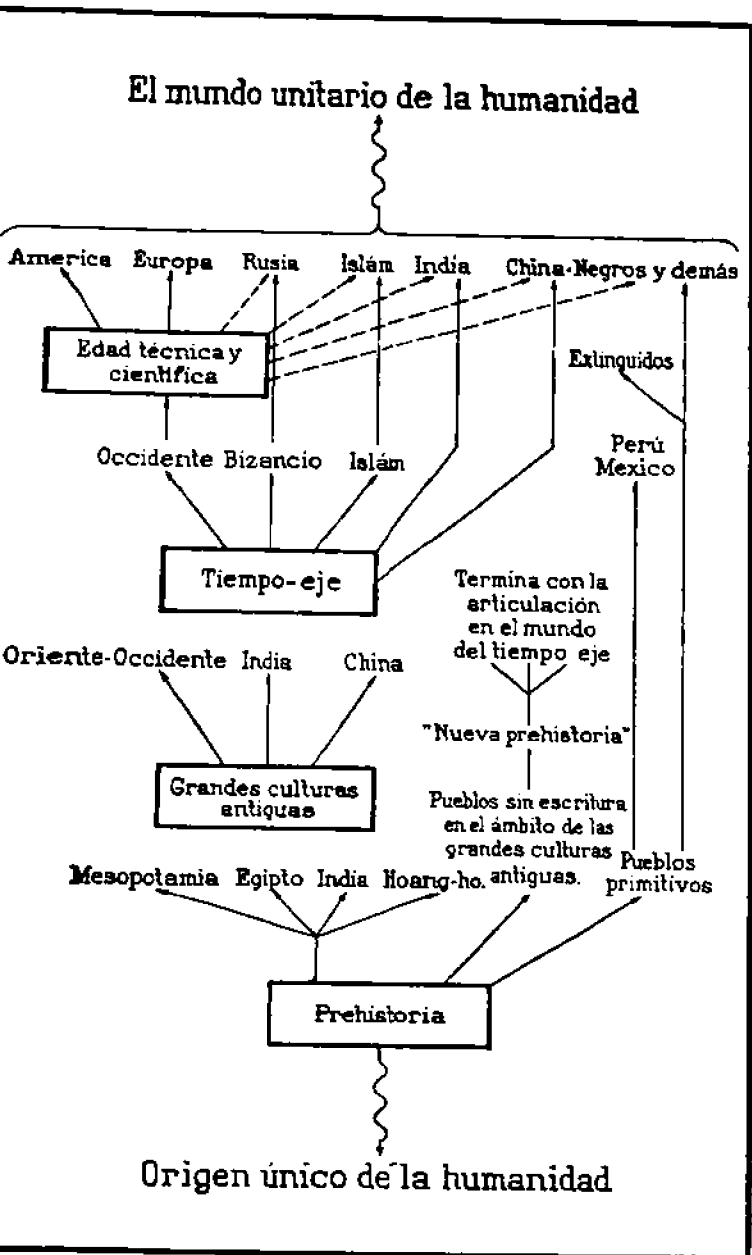 El mundo unitario de la humanidad
America Europa Rusia Islám India China-Negros y demás
Edad técnica y
científica
Extinquidos
Occidente Bizancio Islám
Perú
Mexico
Tiempo-eje
Termina con la
articulación
en el mundo
del tiempo eje
Oriente-Occidente India China
"Nueva prehistoria"
Grandes culturas
antiguas
Pueblos sin escritura
en el ámbito de las
grandes culturas
antiguas.
Pueblos
primitivos
Mesopotamia Egipto India Hoang-ho.
Prehistoria
Origen único de la humanidad